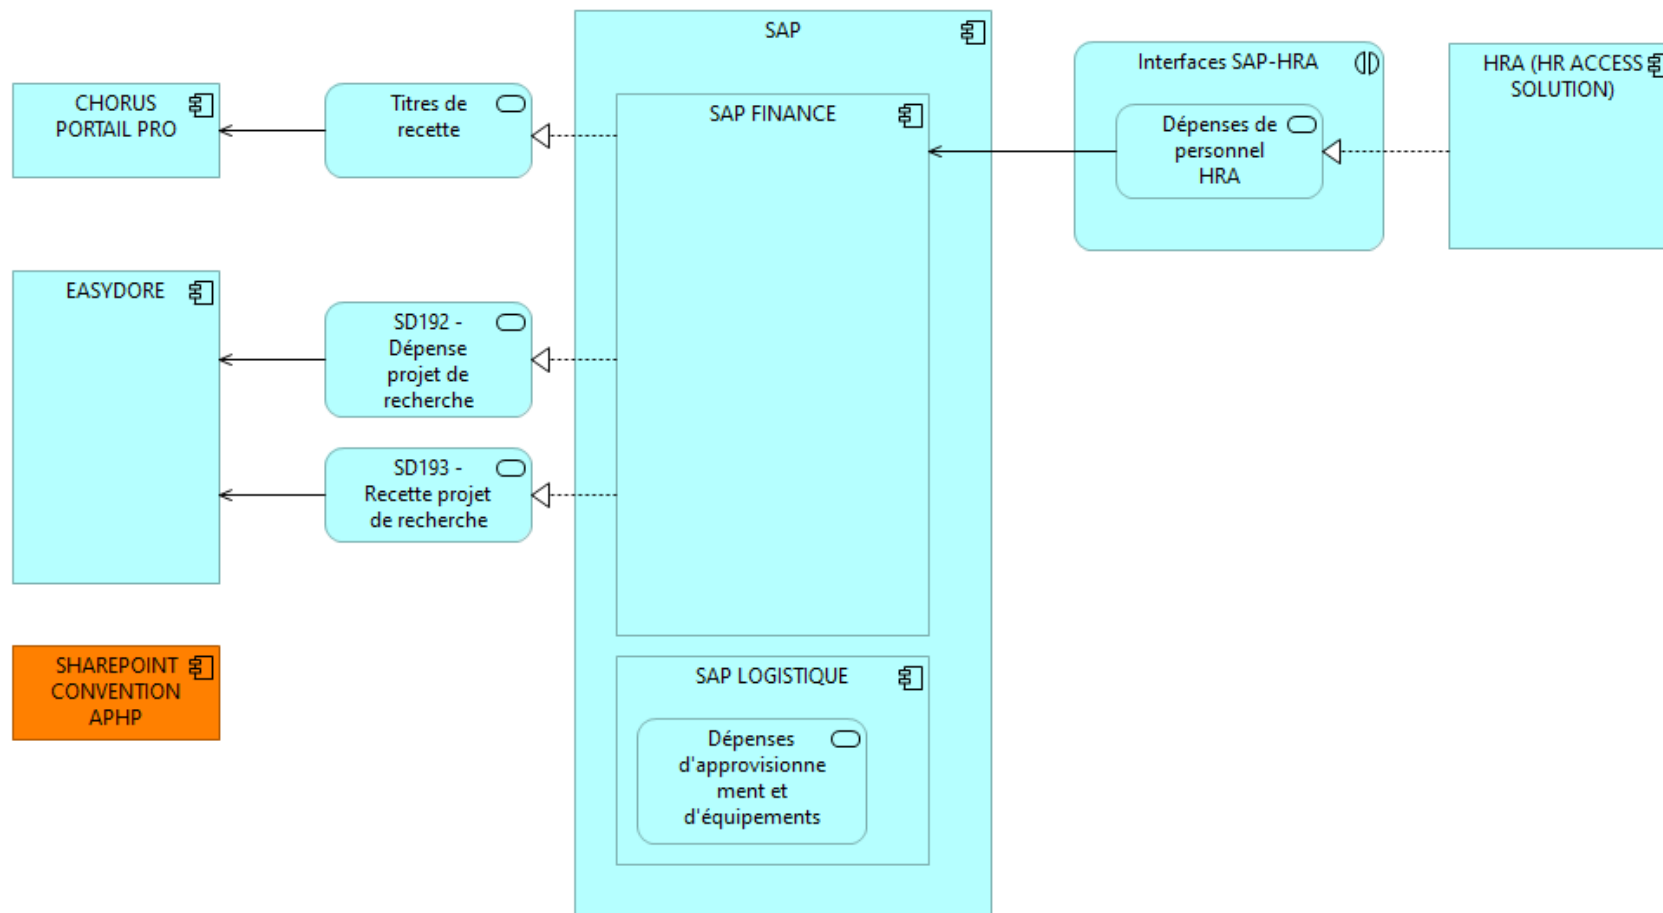 SAP
CHORUS
PORTAIL PRO
Titres de
recette
SAP FINANCE
Interfaces SAP-HRA
Dépenses de
personnel
HRA
HRA (HR ACCESS
SOLUTION)
EASYDORE
SD192 -
Dépense
projet de
recherche
SD193 -
Recette projet
de recherche
SHAREPOINT
CONVENTION
APHP
SAP LOGISTIQUE
Dépenses
d'approvisionne
ment et
d'équipements